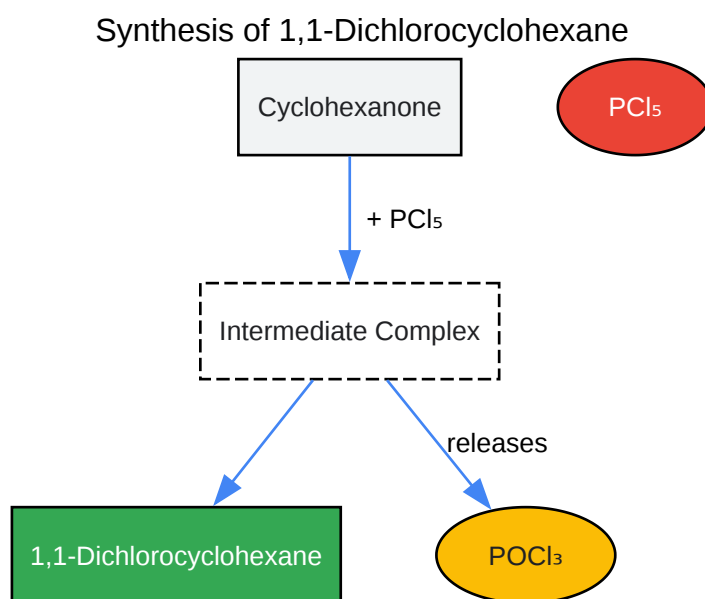 Synthesis of 1,1-Dichlorocyclohexane
Cyclohexanone
PCl₅
+ PCl₅
Intermediate Complex
releases
1,1-Dichlorocyclohexane
POCl₃